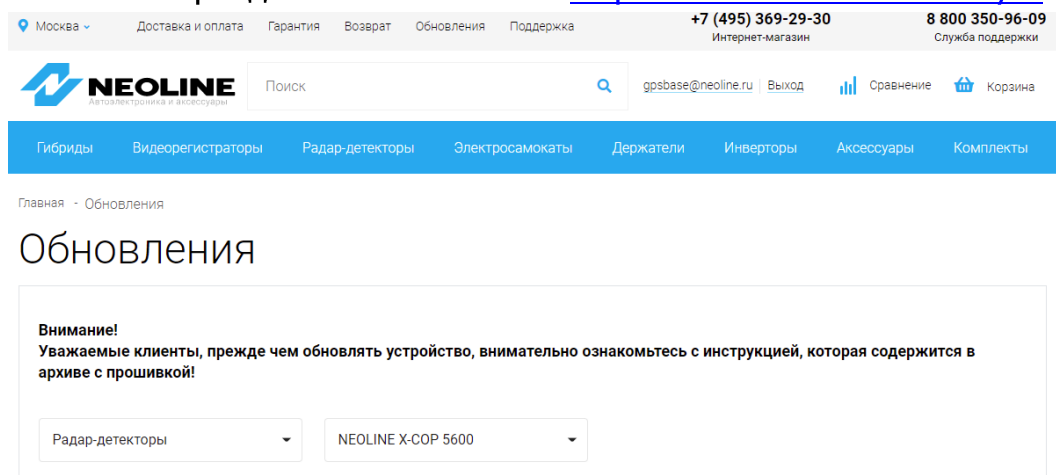 Москва
Доставка и оплата Гарантия Возврат Обновления Поддержка
+7 (495) 369-29-30
Интернет-магазин
8 800 350-96-09
Служба поддержки
NEOLINE
Автоэлектроника и аксессуары
Поиск
gpsbase@neoline.ru Выход
Сравнение
Корзина
Гибриды Видеорегистраторы Радар-детекторы Электросамокаты Держатели Инверторы Аксессуары Комплекты
Главная - Обновления
Обновления
Внимание!
Уважаемые клиенты, прежде чем обновлять устройство, внимательно ознакомьтесь с инструкцией, которая содержится в
архиве с прошивкой!
Радар-детекторы
NEOLINE X-COP 5600